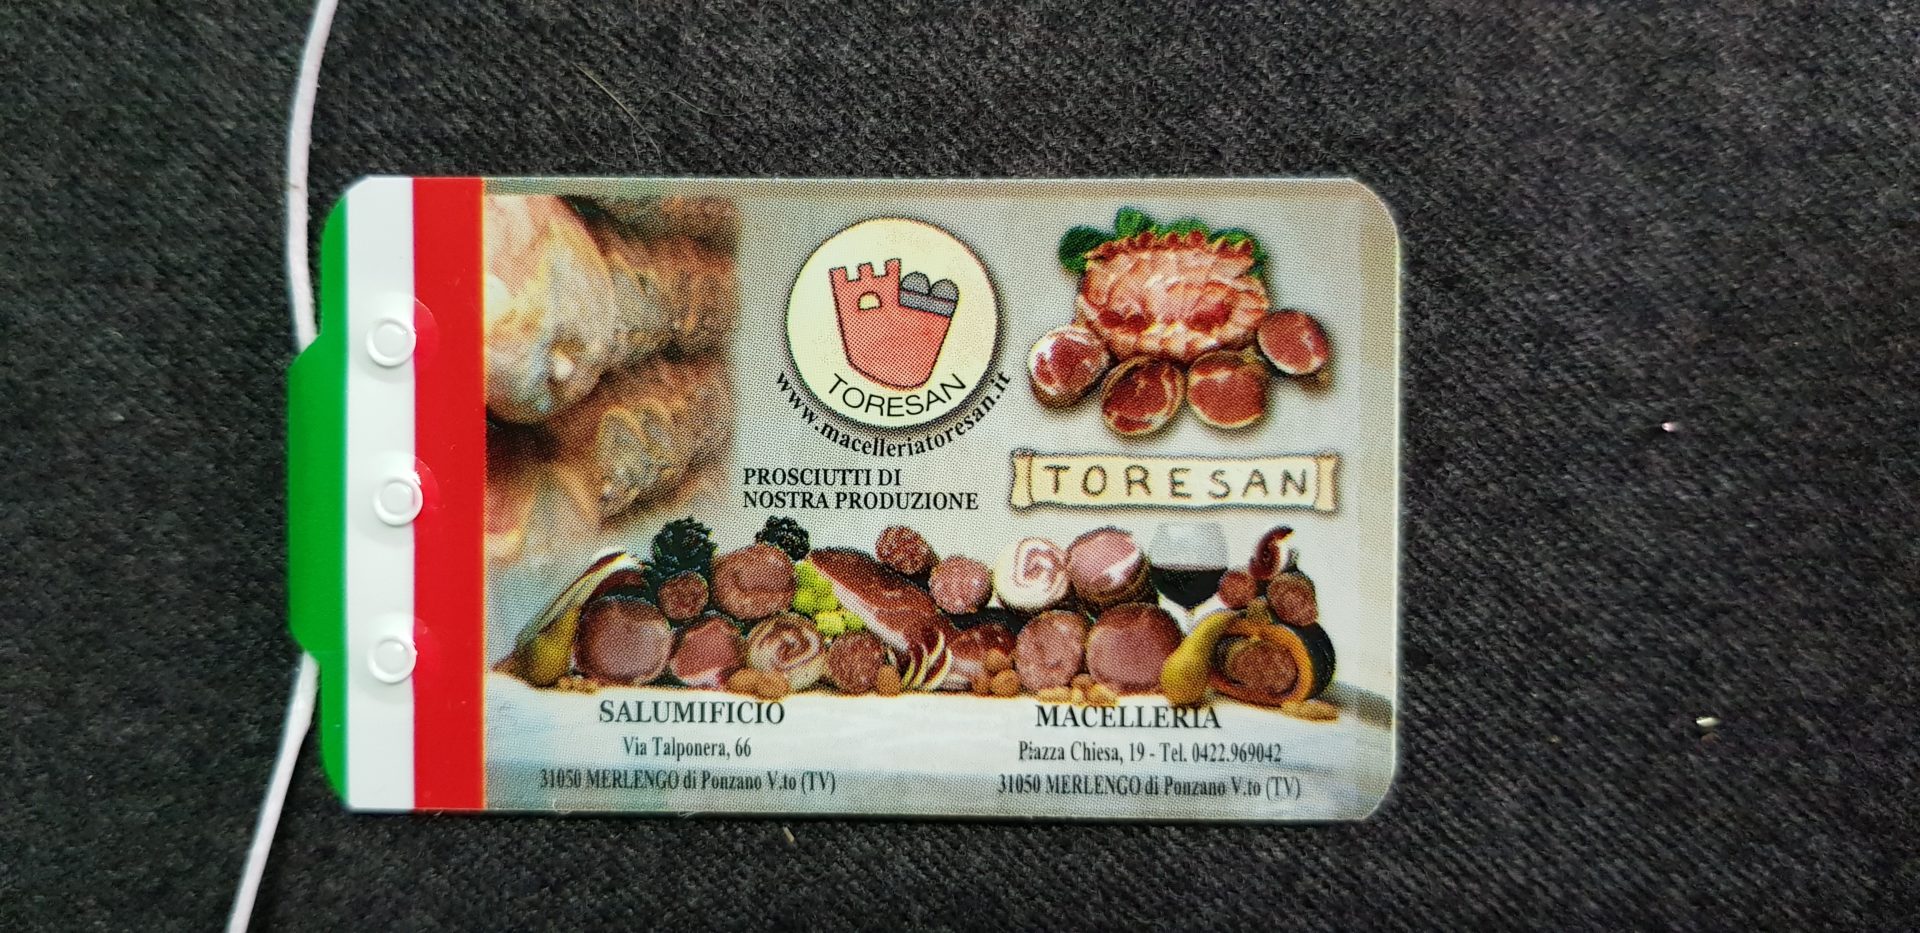 TORESAN
www.macelleriatoresan.it
PROSCIUTTI DI
NOSTRA PRODUZIONE
TORESAN
SALUMIFICIO
Via Talponera, 66
31050 MERLENGO di Ponzano V.to (TV)
MACELLERIA
Piazza Chiesa, 19 - Tel. 0422.969042
31050 MERLENGO di Ponzano V.to (TV)